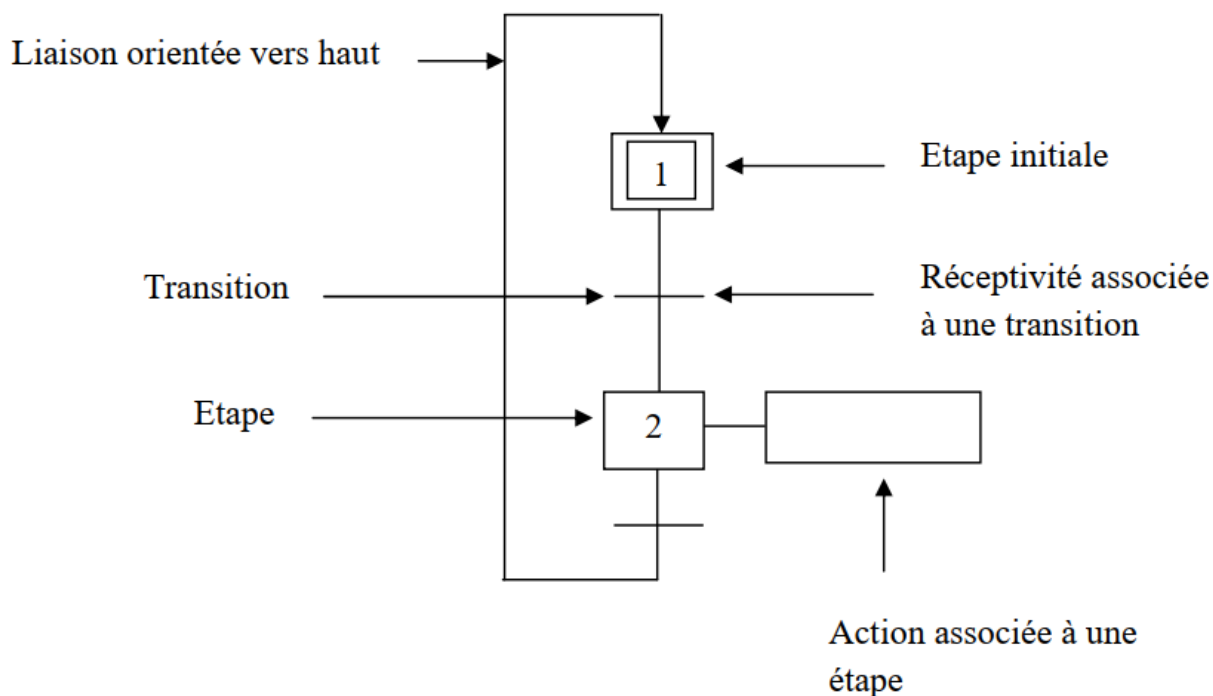 Liaison orientée vers haut
1
Etape initiale
Transition
Réceptivité associée
à une transition
Etape
2
Action associée à une
étape